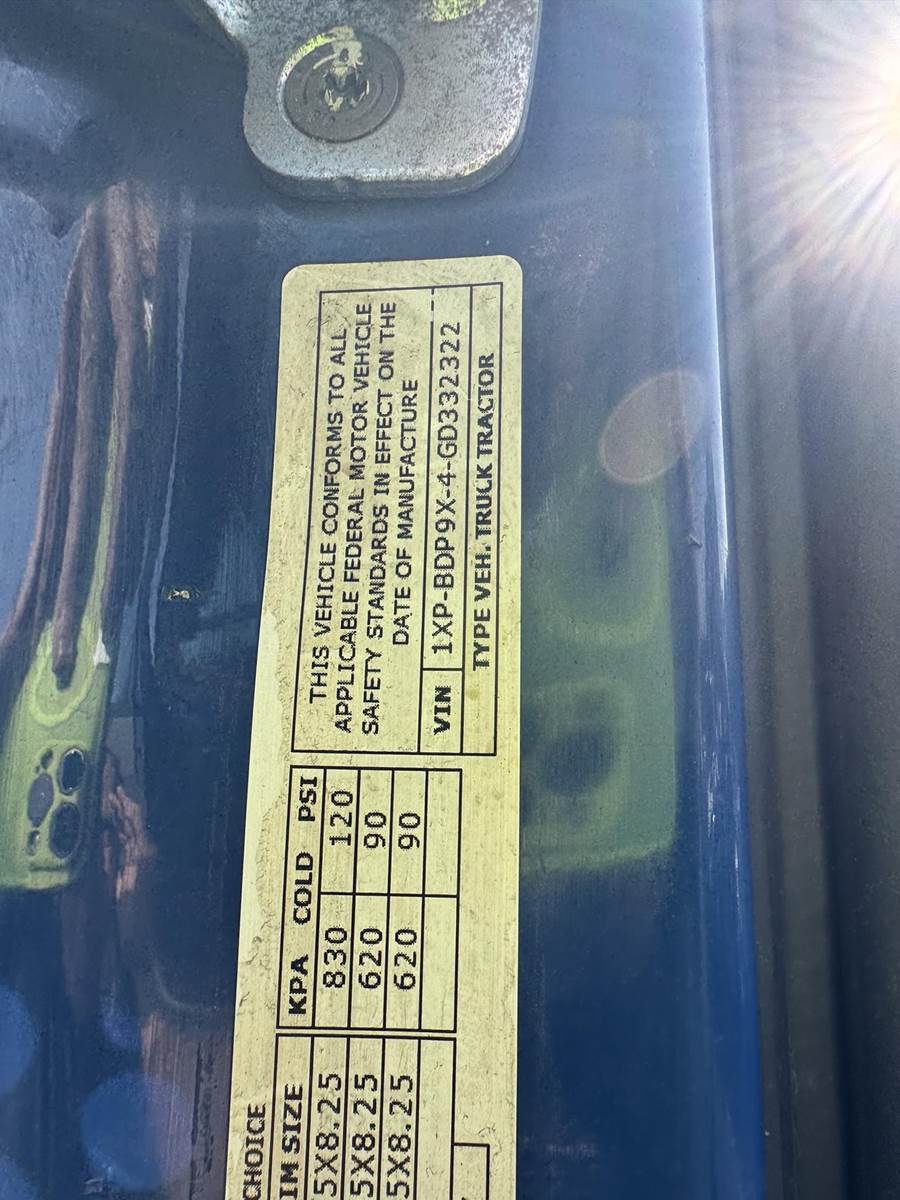 THIS VEHICLE CONFORMS TO ALL
APPLICABLE FEDERAL MOTOR VEHICLE
SAFETY STANDARDS IN EFFECT ON THE
DATE OF MANUFACTURE
VIN 1XP-BDP9X-4-GD332322
TYPE VEH. TRUCK TRACTOR
KPA COLD PSI
830 120
620 90
620 90
CHOICE
IM SIZE
5X8.25
5X8.25
5X8.25